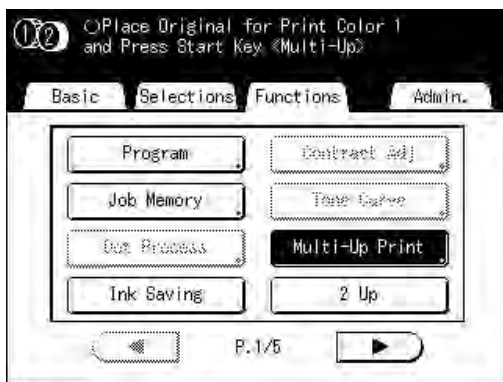 ①② ○Place Original for Print Color 1
and Press Start Key <Multi-Up>
Basic Selections Functions Admin.
Program Contrast Adj
Job Memory Tone Curve
Dot Process Multi-Up Print
Ink Saving 2 Up
◀ P.1/5 ▶